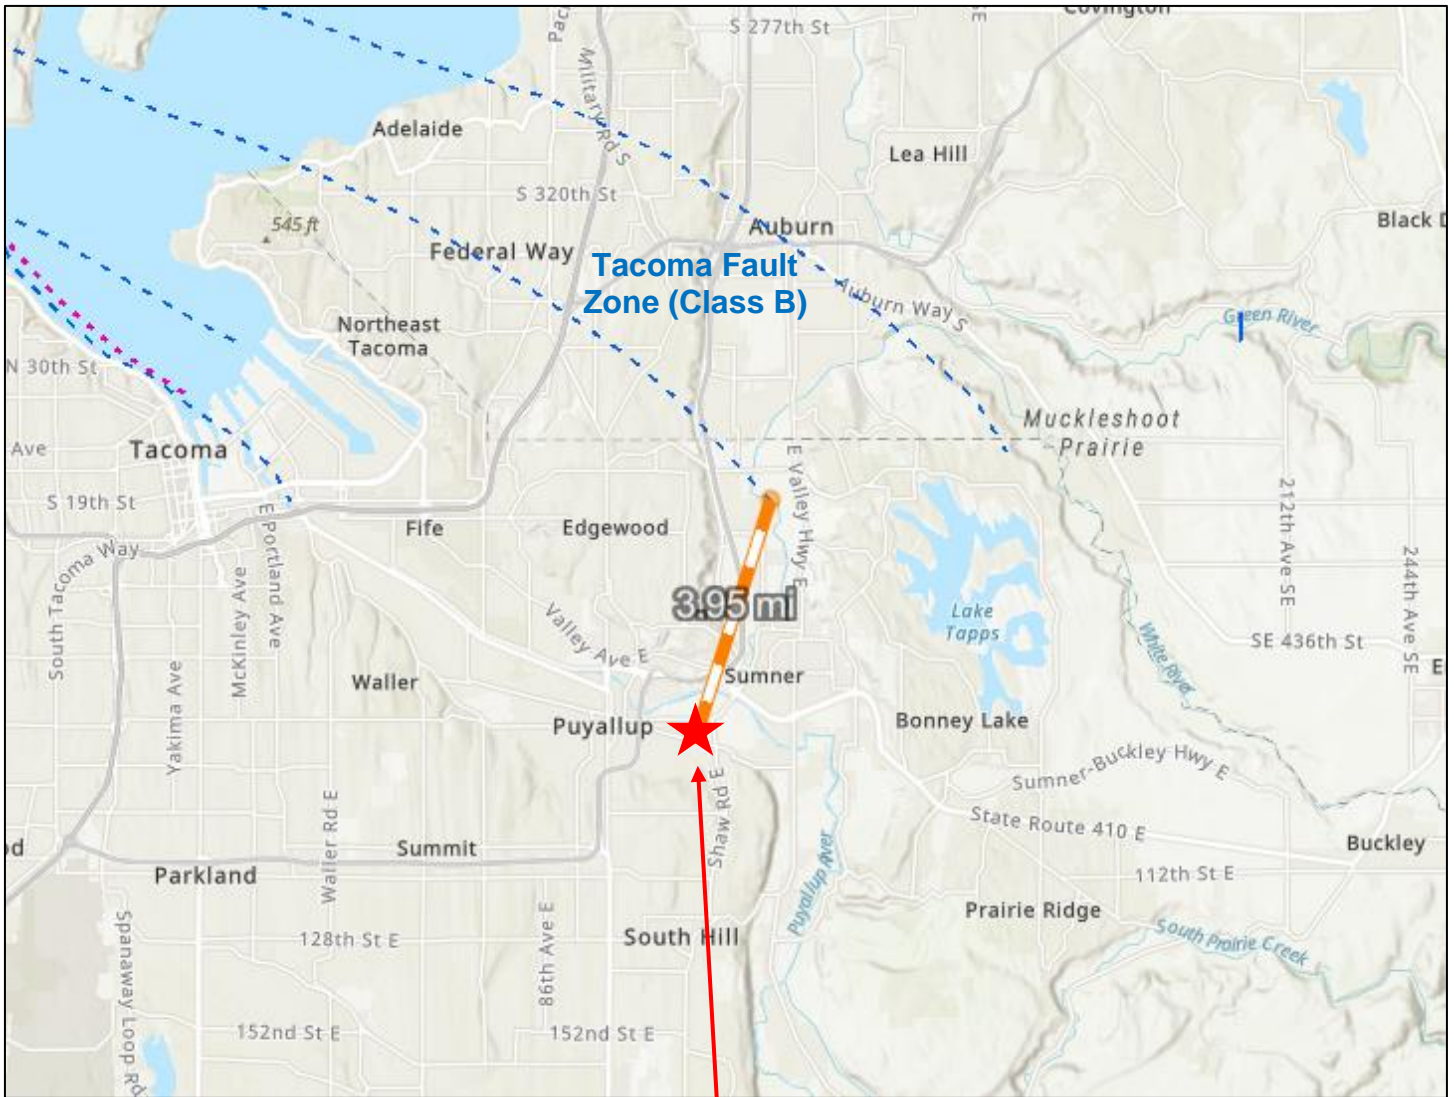 Covington
S 277th St
Pac
SE
Military Rd S
Adelaide
Lea Hill
S 320th St
545 ft
Auburn
Black D
Federal Way
Tacoma Fault
Zone (Class B)
Auburn Way S
Green River
Northeast
Tacoma
N 30th St
Muckleshoot
Prairie
Ave
Tacoma
E Valley Hwy E
S 19th St
E Portland Ave
Fife
Edgewood
212th Ave SE
244th Ave SE
South Tacoma Way
McKinley Ave
3.95 mi
Lake
Tapps
Valley Ave E
SE 436th St
White River
Yakima Ave
Waller
Sumner
E
Puyallup
Bonney Lake
Shaw Rd E
Sumner-Buckley Hwy E
Waller Rd E
State Route 410 E
od
Summit
Buckley
Parkland
112th St E
Puyallup River
Prairie Ridge
Spanaway Loop Rd
128th St E
86th Ave E
South Hill
South Prairie Creek
152nd St E
152nd St E